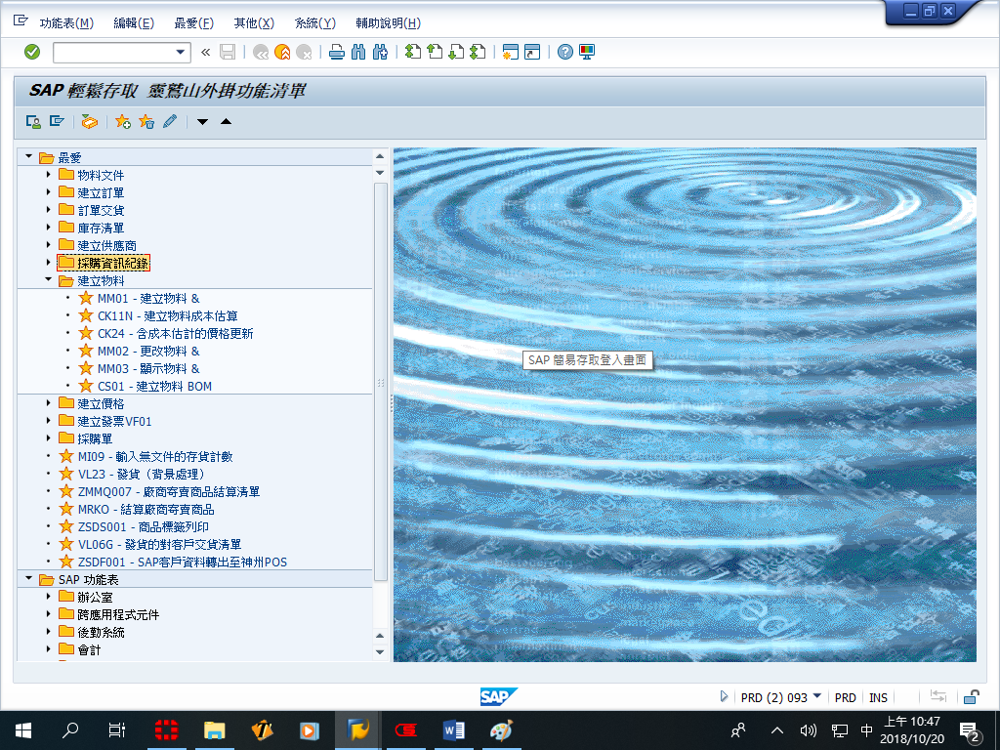 功能表(M) 編輯(E) 最愛(F) 其他(X) 系統(Y) 輔助說明(H)
SAP 輕鬆存取 靈鷲山外掛功能清單
最愛
物料文件
建立訂單
訂單交貨
庫存清單
建立供應商
採購資訊紀錄
建立物料
MM01 - 建立物料 &
CK11N - 建立物料成本估算
CK24 - 含成本估計的價格更新
MM02 - 更改物料 &
MM03 - 顯示物料 &
CS01 - 建立物料 BOM
建立價格
建立發票VF01
採購單
MI09 - 輸入無文件的存貨計數
VL23 - 發貨（背景處理）
ZMMQ007 - 廠商寄賣商品結算清單
MRKO - 結算廠商寄賣商品
ZSDS001 - 商品標籤列印
VL06G - 發貨的對客戶交貨清單
ZSDF001 - SAP客戶資料轉出至神州POS
SAP 功能表
辦公室
跨應用程式元件
後勤系統
會計
SAP 簡易存取登入畫面
SAP
PRD (2) 093 PRD INS
中
上午 10:47
2018/10/20
2